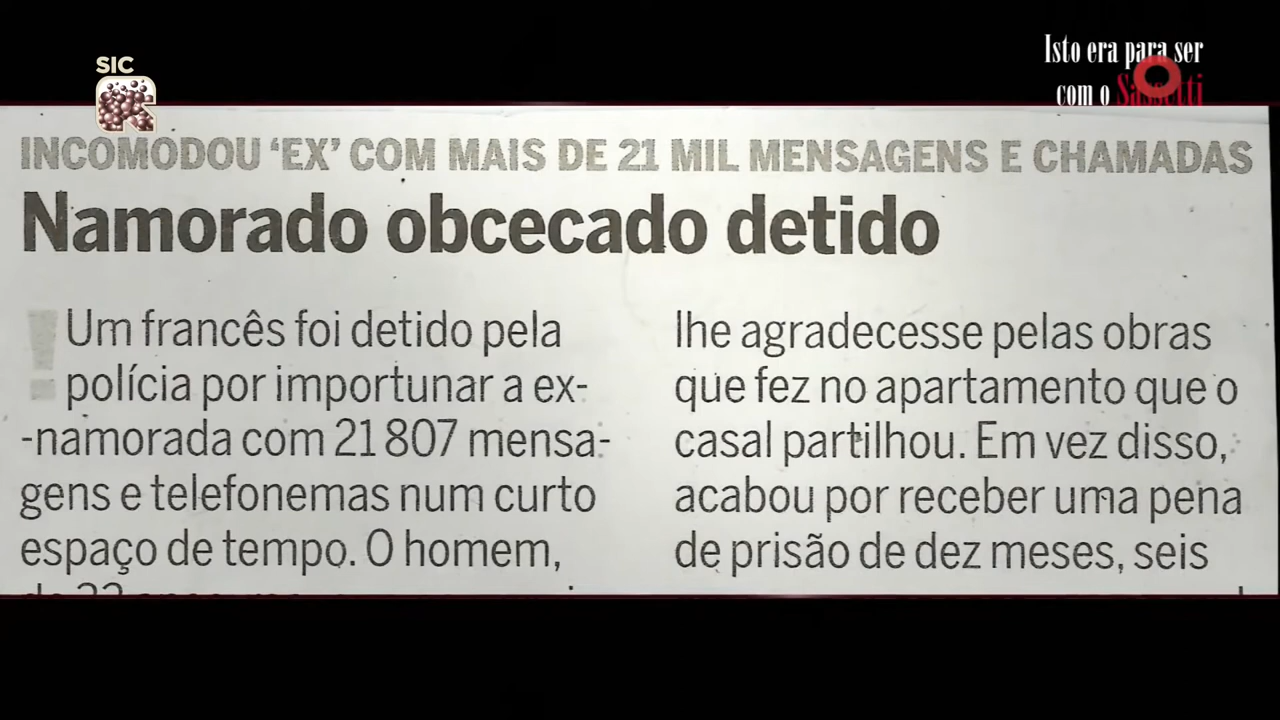 SIC
Isto era para ser
com o Sassetti
INCOMODOU ‘EX’ COM MAIS DE 21 MIL MENSAGENS E CHAMADAS
Namorado obcecado detido
! Um francês foi detido pela
polícia por importunar a ex-
-namorada com 21 807 mensa-
gens e telefonemas num curto
espaço de tempo. O homem,
lhe agradecesse pelas obras
que fez no apartamento que o
casal partilhou. Em vez disso,
acabou por receber uma pena
de prisão de dez meses, seis